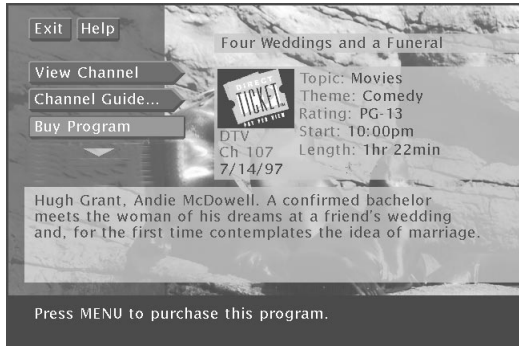 Exit Help
Four Weddings and a Funeral
View Channel
Channel Guide...
Buy Program
DIRECT
TICKET
PAY PER VIEW
DTV
Ch 107
7/14/97
Topic: Movies
Theme: Comedy
Rating: PG-13
Start: 10:00pm
Length: 1hr 22min
Hugh Grant, Andie McDowell. A confirmed bachelor
meets the woman of his dreams at a friend's wedding
and, for the first time contemplates the idea of marriage.
Press MENU to purchase this program.